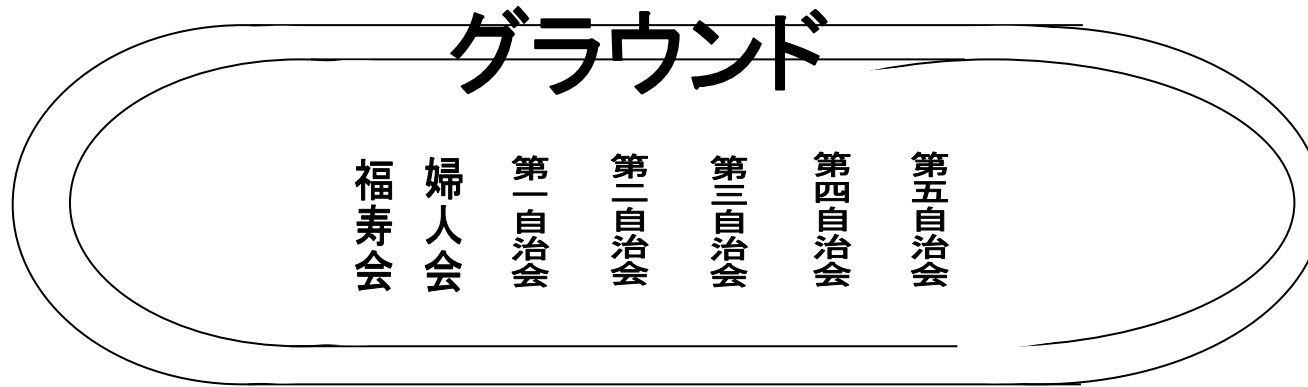 グラウンド
福寿会
婦人会
第一自治会
第二自治会
第三自治会
第四自治会
第五自治会